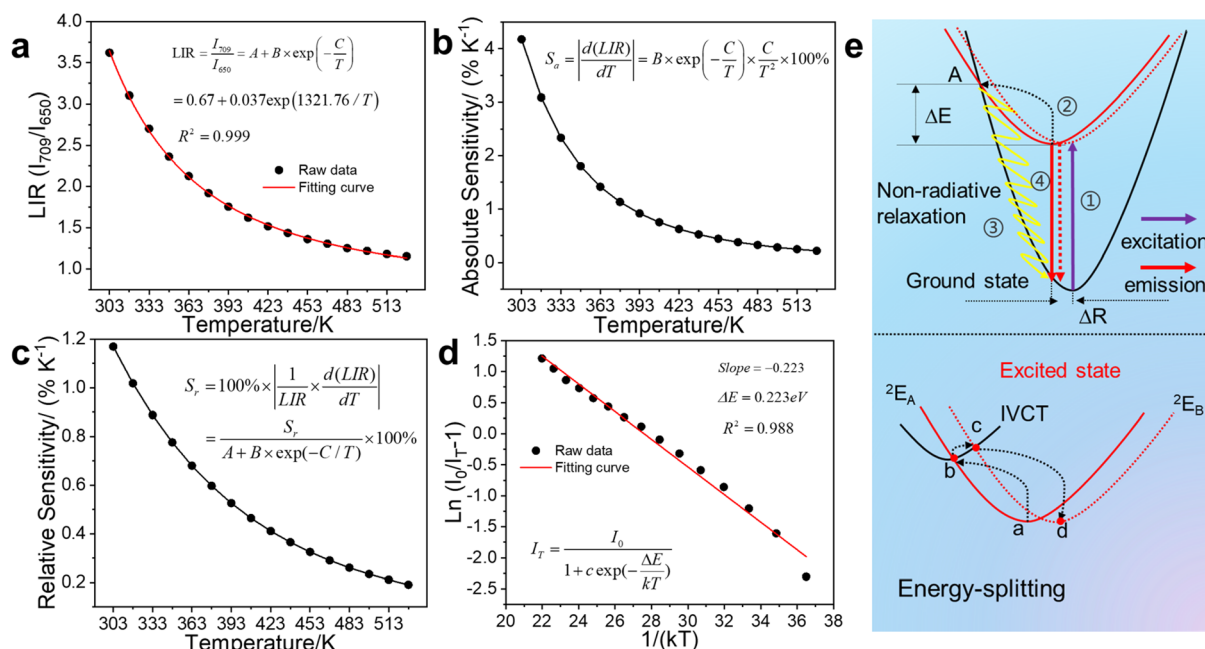 a
4.0
3.5
3.0
2.5
2.0
1.5
1.0
LIR (I709/I650)
LIR = I709/I650 = A + B × exp(−C/T)
= 0.67 + 0.037exp(1321.76 / T)
R² = 0.999
Raw data
Fitting curve
303 333 363 393 423 453 483 513
Temperature/K
b
4
3
2
1
0
Absolute Sensitivity/ (% K⁻¹)
Sa = |d(LIR)/dT| = B × exp(−C/T) × C/T² × 100%
303 333 363 393 423 453 483 513
Temperature/K
c
1.2
1.0
0.8
0.6
0.4
0.2
Relative Sensitivity/ (% K⁻¹)
Sr = 100% × |1/LIR × d(LIR)/dT|
= Sr/(A + B × exp(−C / T)) × 100%
303 333 363 393 423 453 483 513
Temperature/K
d
1.5
1.0
0.5
0.0
-0.5
-1.0
-1.5
-2.0
-2.5
Ln (I0/IT-1)
Slope = −0.223
ΔE = 0.223eV
R² = 0.988
Raw data
Fitting curve
IT = I0/(1 + c exp(−ΔE/kT))
20 22 24 26 28 30 32 34 36 38
1/(kT)
e
A
②
ΔE
④
①
Non-radiative
relaxation
③
excitation
Ground state
emission
ΔR
Excited state
²EA
IVCT
²EB
c
b
a
d
Energy-splitting